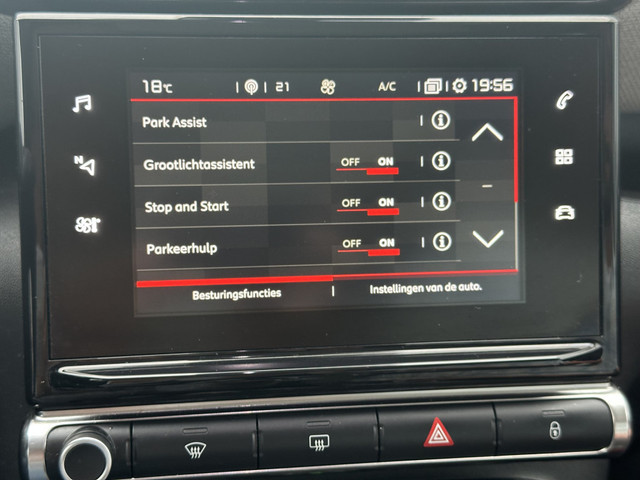 18°C 21 A/C 19:56
Park Assist
Grootlichtassistent OFF ON
Stop and Start OFF ON
Parkeerhulp OFF ON
Besturingsfuncties Instellingen van de auto.
N